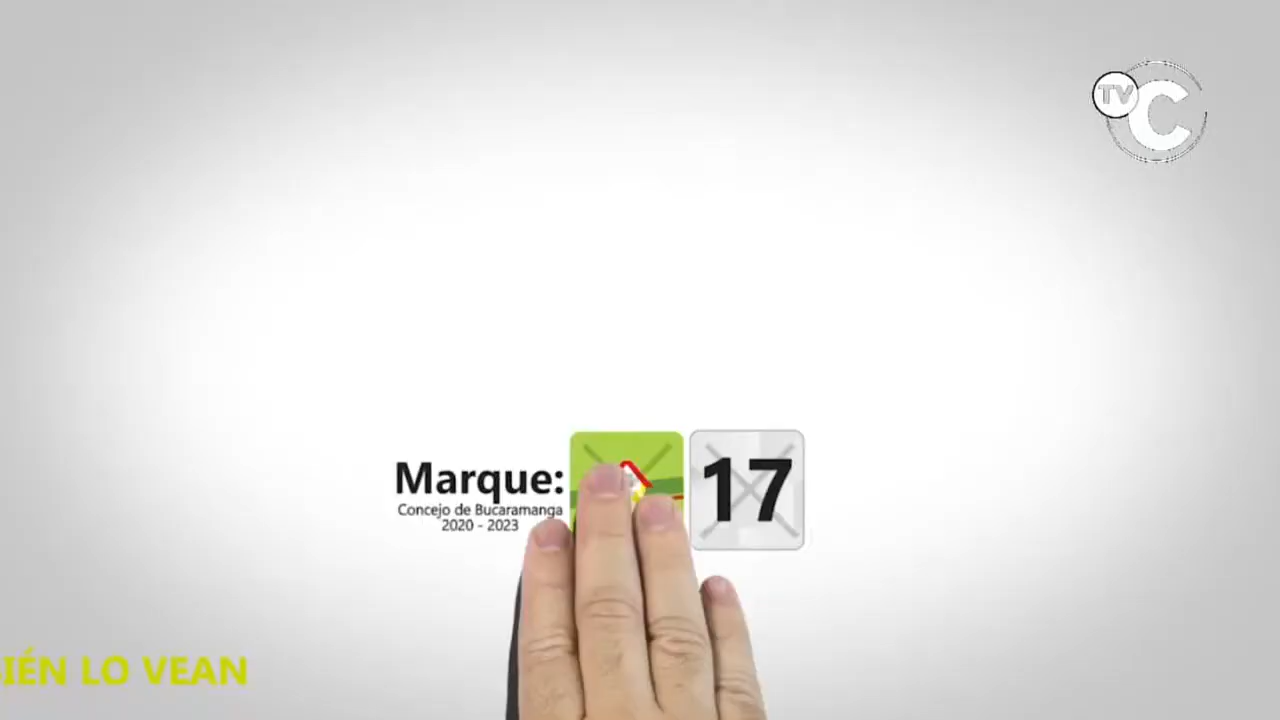 TV C
Marque:
17
Concejo de Bucaramanga
2020 - 2023
IÉN LO VEAN